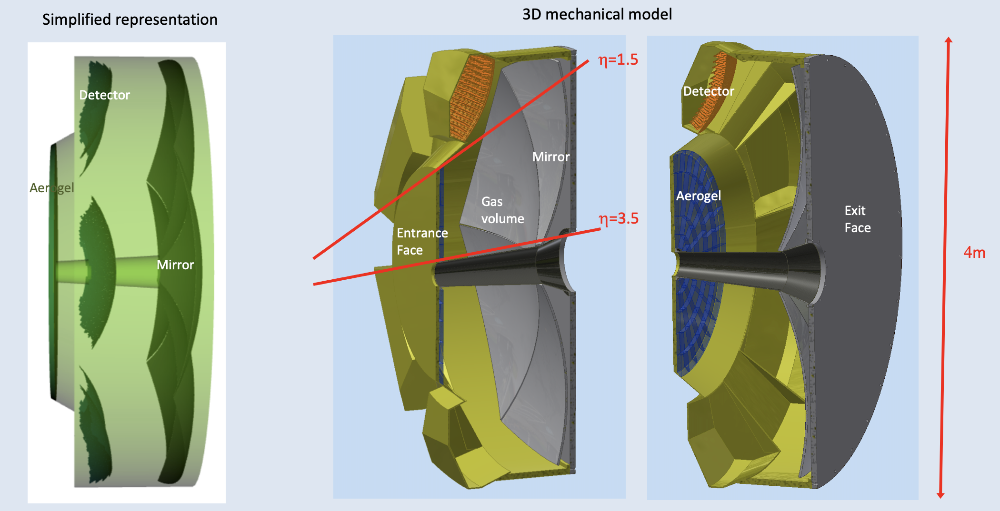 Simplified representation
3D mechanical model
Detector
Aerogel
Mirror
η=1.5
Mirror
Gas
volume
η=3.5
Entrance
Face
Detector
Aerogel
Exit
Face
4m